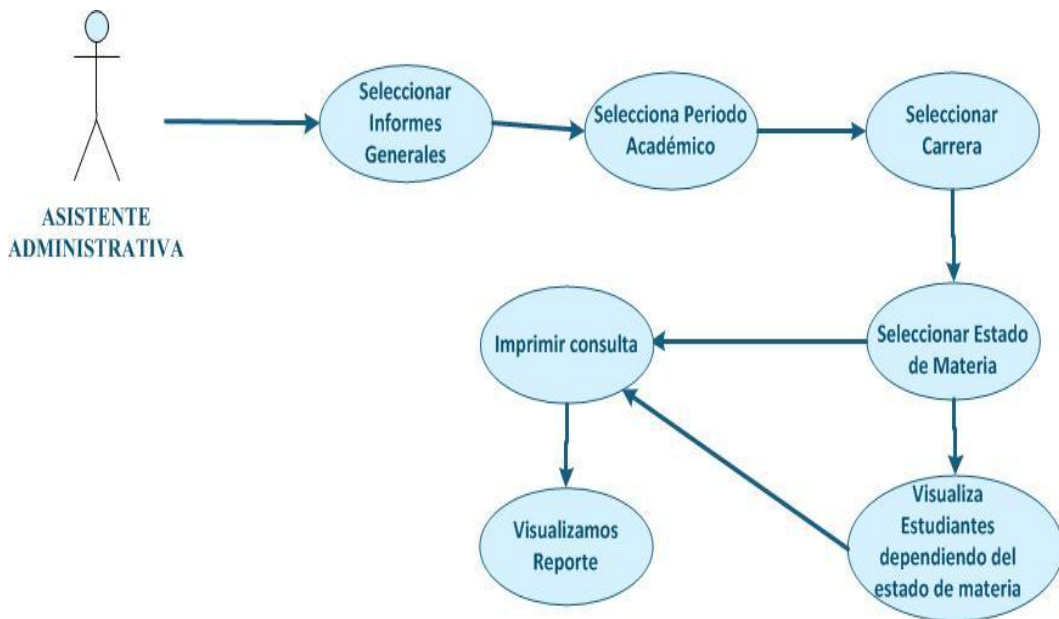 ASISTENTE
ADMINISTRATIVA
Seleccionar
Informes
Generales
Selecciona Periodo
Académico
Seleccionar
Carrera
Seleccionar Estado
de Materia
Imprimir consulta
Visualiza
Estudiantes
dependiendo del
estado de materia
Visualizamos
Reporte